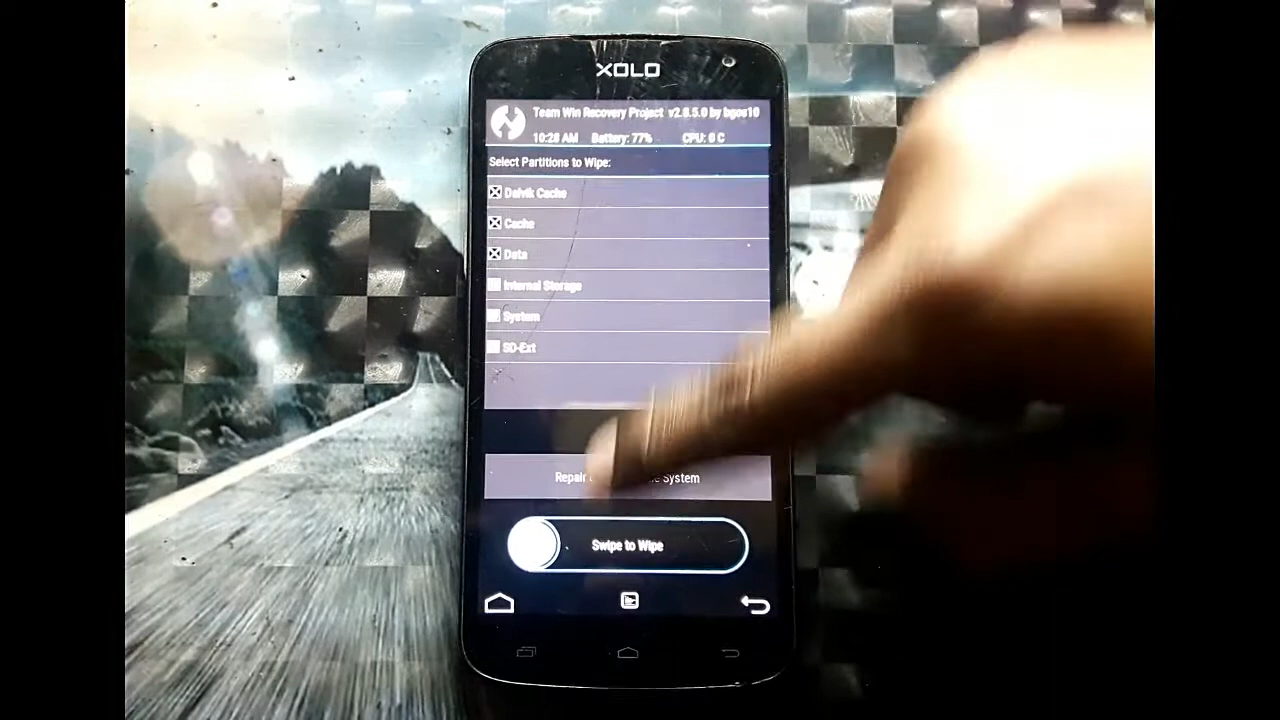 XOLO
Team Win Recovery Project v2.8.5.0 by bgos10
10:28 AM Battery: 77% CPU: 0 C
Select Partitions to Wipe:
Dalvik Cache
Cache
Data
Internal Storage
System
SD-Ext
Repair System
Swipe to Wipe